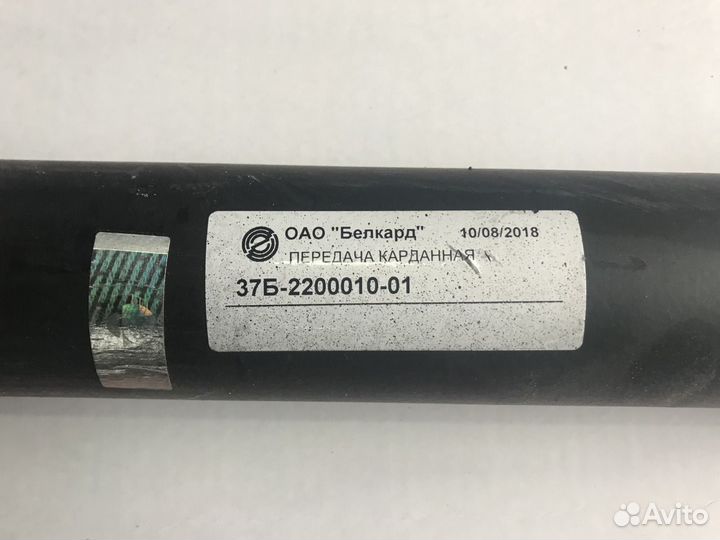 ОАО "Белкард" 10/08/2018
ПЕРЕДАЧА КАРДАННАЯ
37Б-2200010-01
Avito